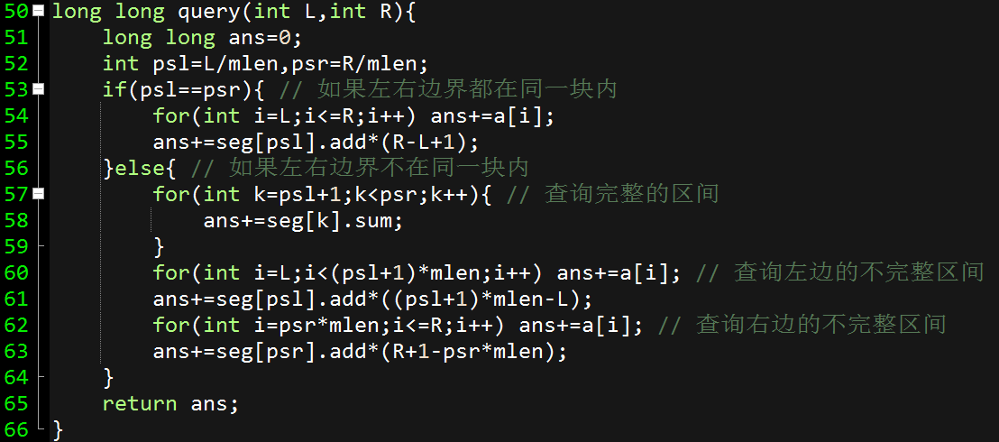 50 long long query(int L,int R){
51     long long ans=0;
52     int psl=L/mlen,psr=R/mlen;
53     if(psl==psr){ // 如果左右边界都在同一块内
54         for(int i=L;i<=R;i++) ans+=a[i];
55         ans+=seg[psl].add*(R-L+1);
56     }else{ // 如果左右边界不在同一块内
57         for(int k=psl+1;k<psr;k++){ // 查询完整的区间
58             ans+=seg[k].sum;
59         }
60         for(int i=L;i<(psl+1)*mlen;i++) ans+=a[i]; // 查询左边的不完整区间
61         ans+=seg[psl].add*((psl+1)*mlen-L);
62         for(int i=psr*mlen;i<=R;i++) ans+=a[i]; // 查询右边的不完整区间
63         ans+=seg[psr].add*(R+1-psr*mlen);
64     }
65     return ans;
66 }